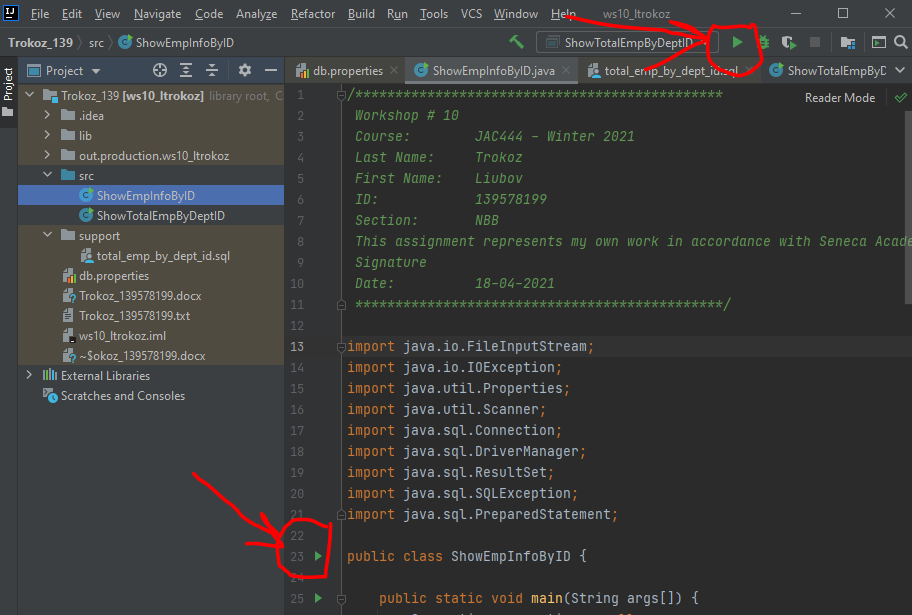 IJ File Edit View Navigate Code Analyze Refactor Build Run Tools VCS Window Help ws10_ltrokoz
Trokoz_139 src ShowEmpInfoByID ShowTotalEmpByDeptID
Project
Project db.properties ShowEmpInfoByID.java total_emp_by_dept_id.sql ShowTotalEmpByD
Reader Mode
Trokoz_139 [ws10_ltrokoz] library root, C
.idea
lib
out.production.ws10_ltrokoz
src
ShowEmpInfoByID
ShowTotalEmpByDeptID
support
total_emp_by_dept_id.sql
db.properties
Trokoz_139578199.docx
Trokoz_139578199.txt
ws10_ltrokoz.iml
~$okoz_139578199.docx
External Libraries
Scratches and Consoles
1 /**********************************************
2 Workshop # 10
3 Course: JAC444 - Winter 2021
4 Last Name: Trokoz
5 First Name: Liubov
6 ID: 139578199
7 Section: NBB
8 This assignment represents my own work in accordance with Seneca Acade
9 Signature
10 Date: 18-04-2021
11 **********************************************/
12
13 import java.io.FileInputStream;
14 import java.io.IOException;
15 import java.util.Properties;
16 import java.util.Scanner;
17 import java.sql.Connection;
18 import java.sql.DriverManager;
19 import java.sql.ResultSet;
20 import java.sql.SQLException;
21 import java.sql.PreparedStatement;
22
23 public class ShowEmpInfoByID {
24
25 public static void main(String args[]) {